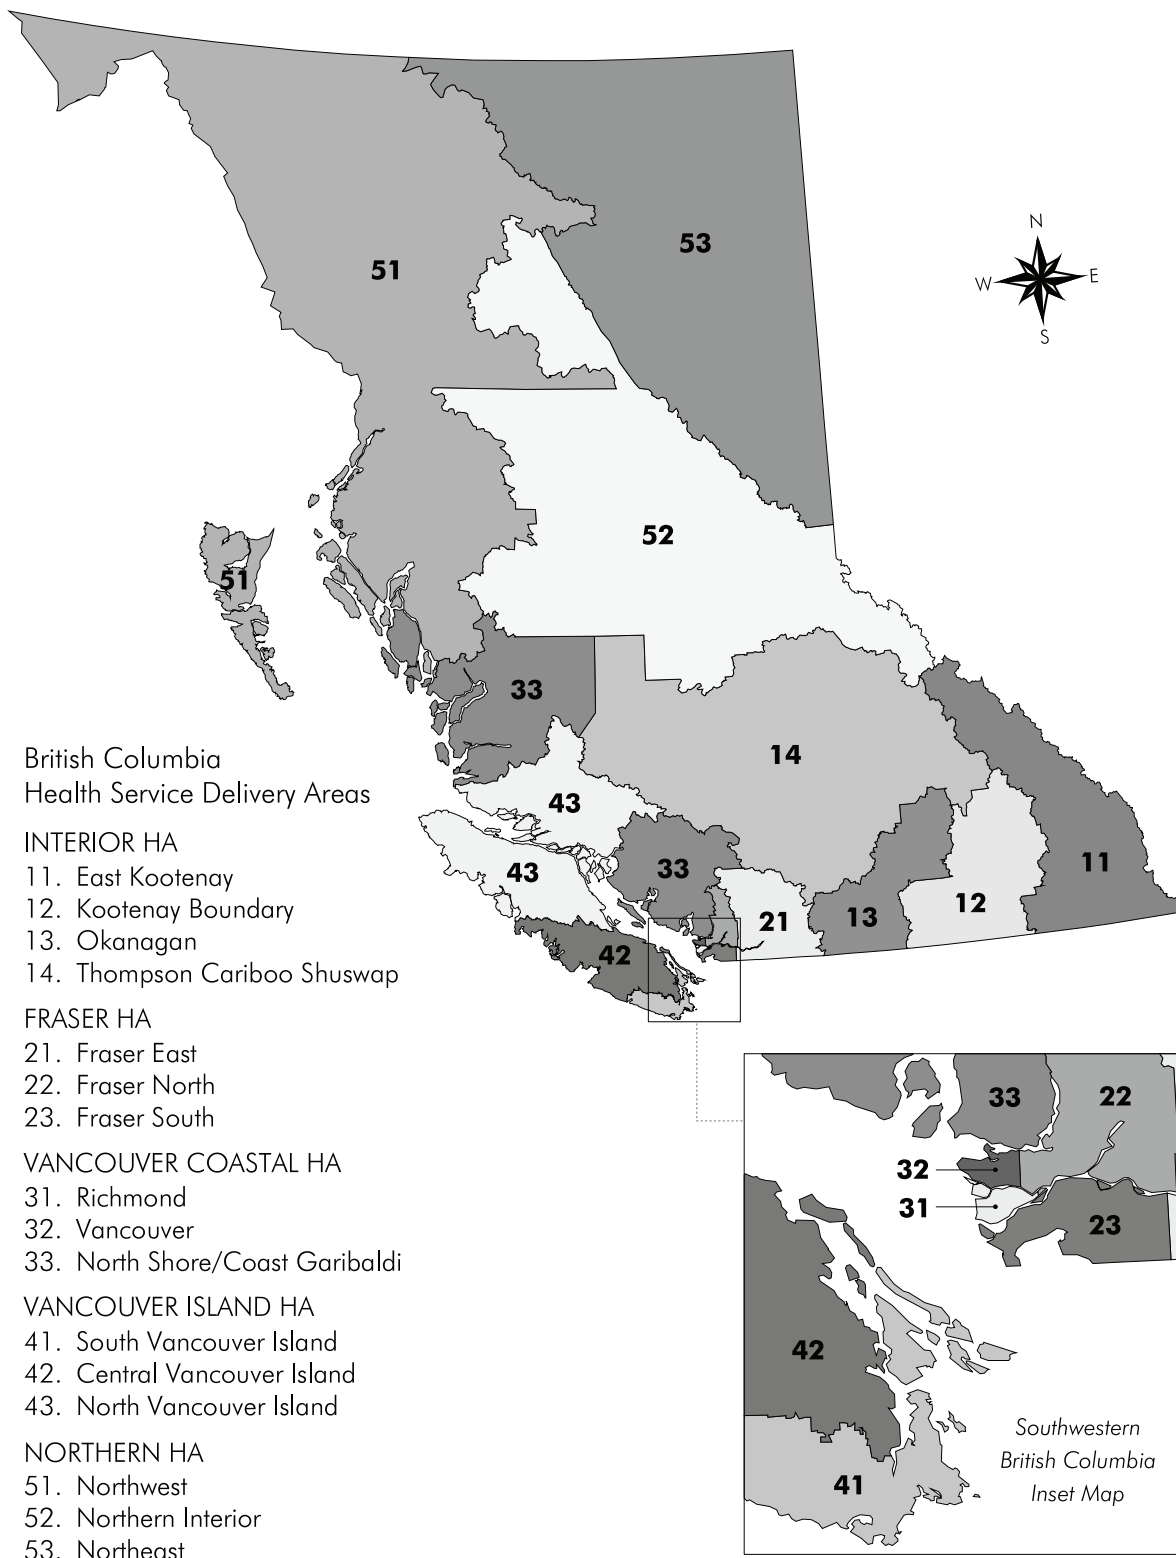 N
W
E
S
51
53
52
51
33
14
43
43
33
11
12
21
13
42
British Columbia
Health Service Delivery Areas
INTERIOR HA
11. East Kootenay
12. Kootenay Boundary
13. Okanagan
14. Thompson Cariboo Shuswap
FRASER HA
21. Fraser East
22. Fraser North
23. Fraser South
VANCOUVER COASTAL HA
31. Richmond
32. Vancouver
33. North Shore/Coast Garibaldi
VANCOUVER ISLAND HA
41. South Vancouver Island
42. Central Vancouver Island
43. North Vancouver Island
NORTHERN HA
51. Northwest
52. Northern Interior
53. Northeast
33
22
32
31
23
42
41
Southwestern
British Columbia
Inset Map